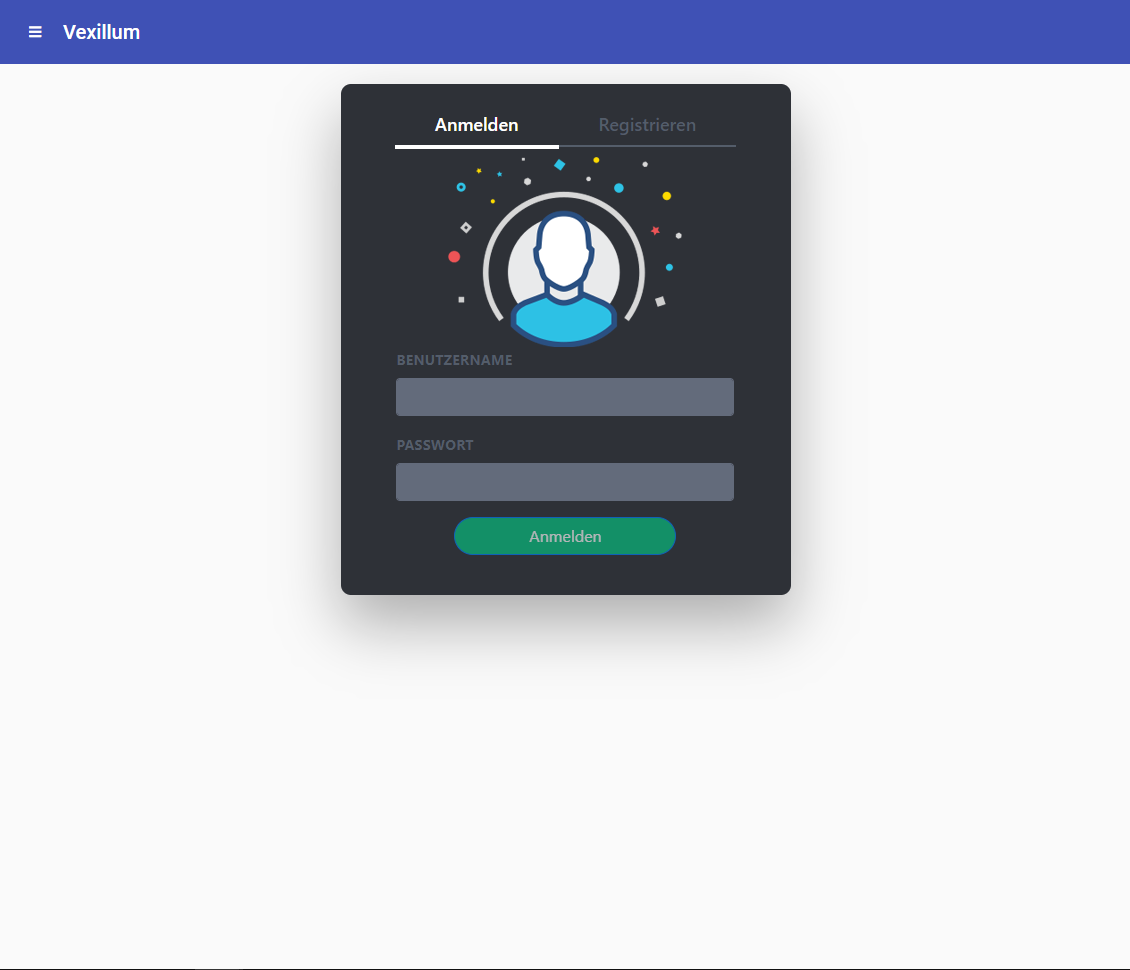 Vexillum
Anmelden Registrieren
BENUTZERNAME
PASSWORT
Anmelden